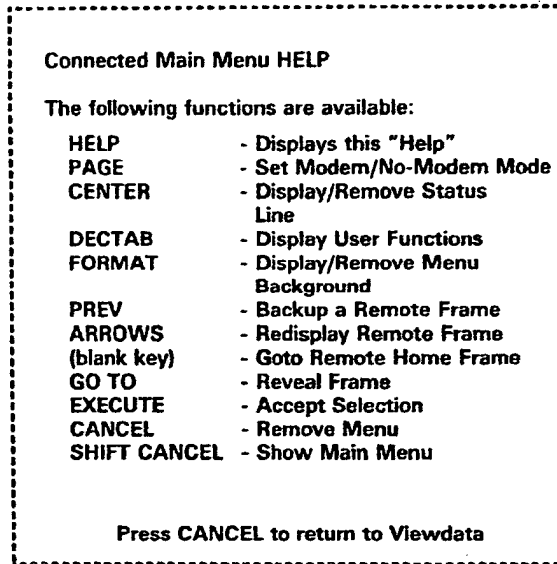 Connected Main Menu HELP
The following functions are available:
HELP - Displays this "Help"
PAGE - Set Modem/No-Modem Mode
CENTER - Display/Remove Status
Line
DECTAB - Display User Functions
FORMAT - Display/Remove Menu
Background
PREV - Backup a Remote Frame
ARROWS - Redisplay Remote Frame
(blank key) - Goto Remote Home Frame
GO TO - Reveal Frame
EXECUTE - Accept Selection
CANCEL - Remove Menu
SHIFT CANCEL - Show Main Menu
Press CANCEL to return to Viewdata